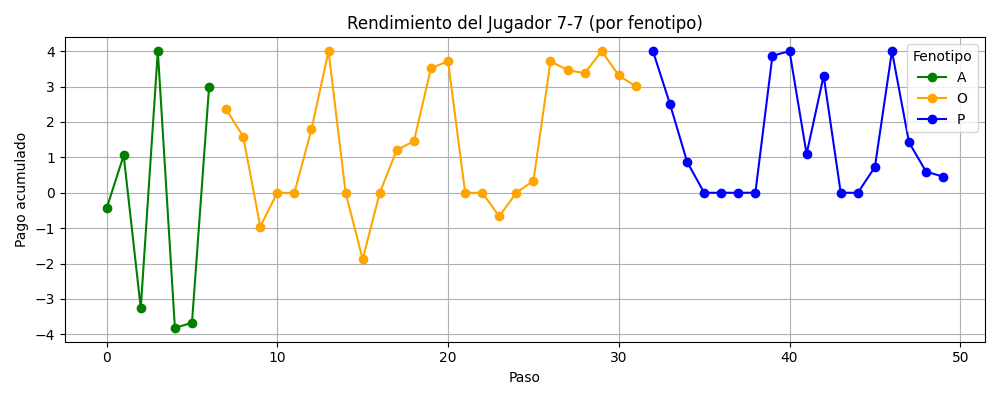 Rendimiento del Jugador 7-7 (por fenotipo)
Pago acumulado
4
3
2
1
0
−1
−2
−3
−4
Fenotipo
A
O
P
0 10 20 30 40 50
Paso